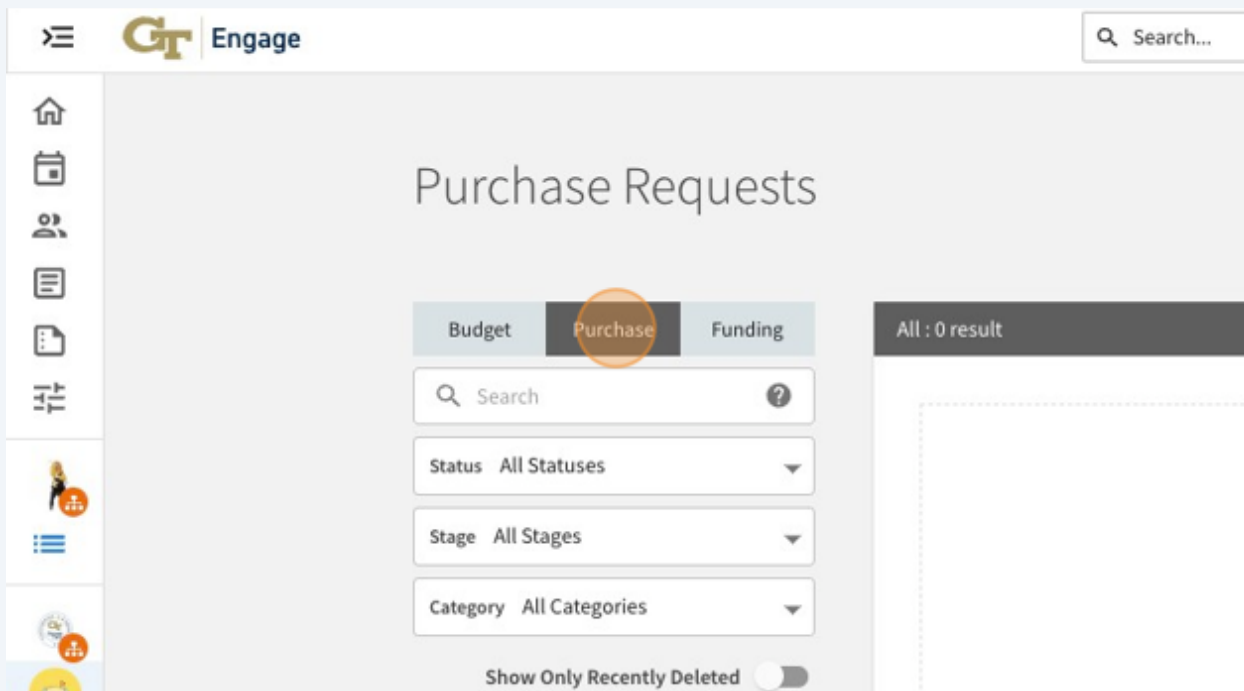 GT Engage
Search...
Purchase Requests
Budget Purchase Funding
All : 0 result
Search
Status All Statuses
Stage All Stages
Category All Categories
Show Only Recently Deleted